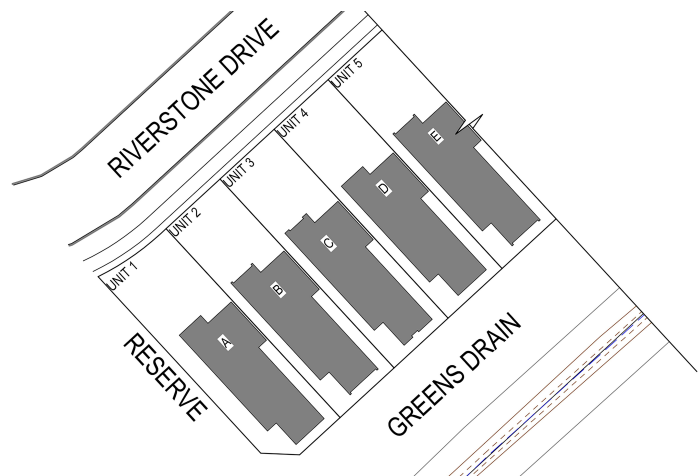 RIVERSTONE DRIVE
UNIT 5
UNIT 4
UNIT 3
UNIT 2
UNIT 1
E
D
C
B
A
RESERVE
GREENS DRAIN